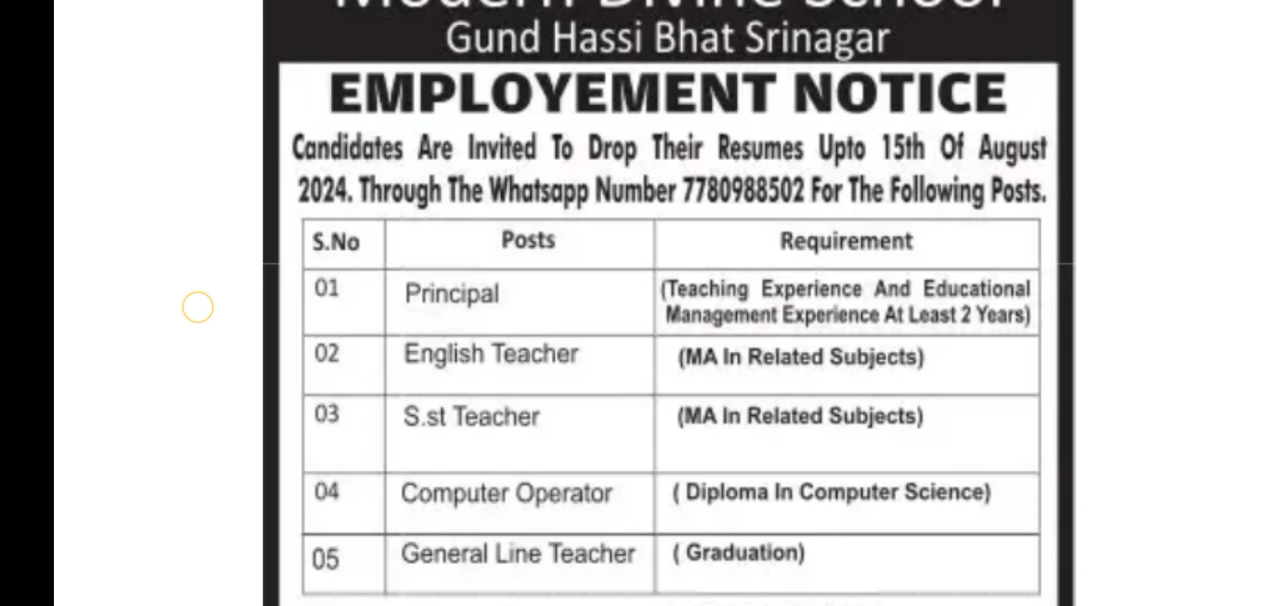 Modern Divine School
Gund Hassi Bhat Srinagar
EMPLOYEMENT NOTICE
Candidates Are Invited To Drop Their Resumes Upto 15th Of August
2024. Through The Whatsapp Number 7780988502 For The Following Posts.
S.No Posts Requirement
01 Principal (Teaching Experience And Educational
Management Experience At Least 2 Years)
02 English Teacher (MA In Related Subjects)
03 S.st Teacher (MA In Related Subjects)
04 Computer Operator ( Diploma In Computer Science)
05 General Line Teacher ( Graduation)